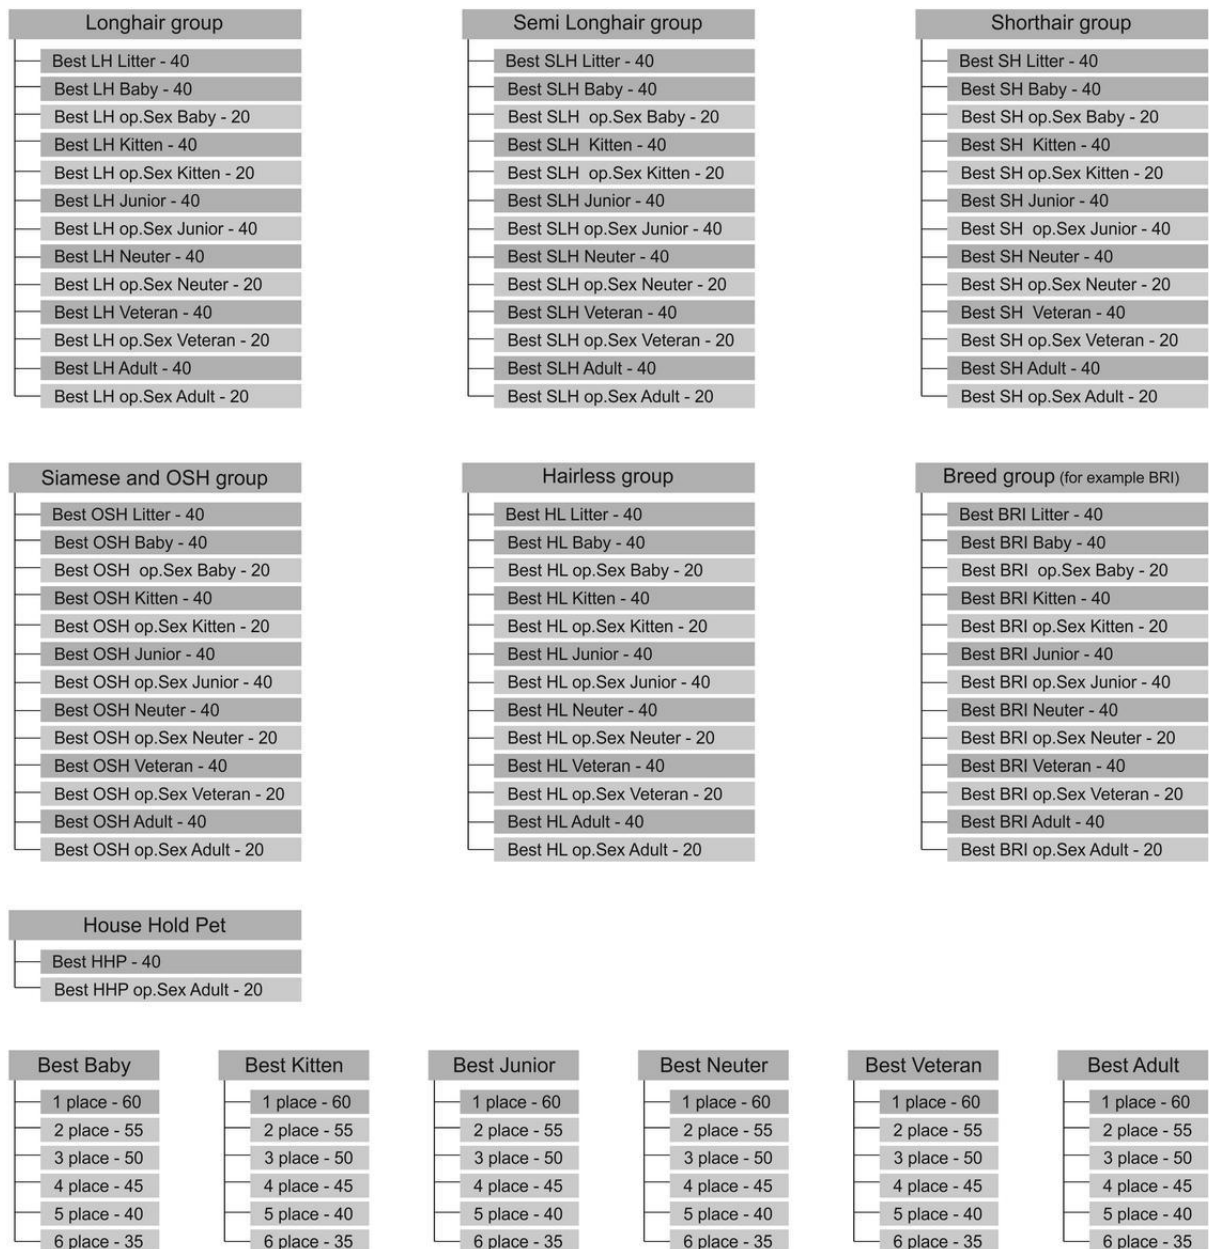 Longhair group
Best LH Litter - 40
Best LH Baby - 40
Best LH op.Sex Baby - 20
Best LH Kitten - 40
Best LH op.Sex Kitten - 20
Best LH Junior - 40
Best LH op.Sex Junior - 40
Best LH Neuter - 40
Best LH op.Sex Neuter - 20
Best LH Veteran - 40
Best LH op.Sex Veteran - 20
Best LH Adult - 40
Best LH op.Sex Adult - 20
Semi Longhair group
Best SLH Litter - 40
Best SLH Baby - 40
Best SLH op.Sex Baby - 20
Best SLH Kitten - 40
Best SLH op.Sex Kitten - 20
Best SLH Junior - 40
Best SLH op.Sex Junior - 40
Best SLH Neuter - 40
Best SLH op.Sex Neuter - 20
Best SLH Veteran - 40
Best SLH op.Sex Veteran - 20
Best SLH Adult - 40
Best SLH op.Sex Adult - 20
Shorthair group
Best SH Litter - 40
Best SH Baby - 40
Best SH op.Sex Baby - 20
Best SH Kitten - 40
Best SH op.Sex Kitten - 20
Best SH Junior - 40
Best SH op.Sex Junior - 40
Best SH Neuter - 40
Best SH op.Sex Neuter - 20
Best SH Veteran - 40
Best SH op.Sex Veteran - 20
Best SH Adult - 40
Best SH op.Sex Adult - 20
Siamese and OSH group
Best OSH Litter - 40
Best OSH Baby - 40
Best OSH op.Sex Baby - 20
Best OSH Kitten - 40
Best OSH op.Sex Kitten - 20
Best OSH Junior - 40
Best OSH op.Sex Junior - 40
Best OSH Neuter - 40
Best OSH op.Sex Neuter - 20
Best OSH Veteran - 40
Best OSH op.Sex Veteran - 20
Best OSH Adult - 40
Best OSH op.Sex Adult - 20
Hairless group
Best HL Litter - 40
Best HL Baby - 40
Best HL op.Sex Baby - 20
Best HL Kitten - 40
Best HL op.Sex Kitten - 20
Best HL Junior - 40
Best HL op.Sex Junior - 40
Best HL Neuter - 40
Best HL op.Sex Neuter - 20
Best HL Veteran - 40
Best HL op.Sex Veteran - 20
Best HL Adult - 40
Best HL op.Sex Adult - 20
Breed group (for example BRI)
Best BRI Litter - 40
Best BRI Baby - 40
Best BRI op.Sex Baby - 20
Best BRI Kitten - 40
Best BRI op.Sex Kitten - 20
Best BRI Junior - 40
Best BRI op.Sex Junior - 40
Best BRI Neuter - 40
Best BRI op.Sex Neuter - 20
Best BRI Veteran - 40
Best BRI op.Sex Veteran - 20
Best BRI Adult - 40
Best BRI op.Sex Adult - 20
House Hold Pet
Best HHP - 40
Best HHP op.Sex Adult - 20
Best Baby
1 place - 60
2 place - 55
3 place - 50
4 place - 45
5 place - 40
6 place - 35
Best Kitten
1 place - 60
2 place - 55
3 place - 50
4 place - 45
5 place - 40
6 place - 35
Best Junior
1 place - 60
2 place - 55
3 place - 50
4 place - 45
5 place - 40
6 place - 35
Best Neuter
1 place - 60
2 place - 55
3 place - 50
4 place - 45
5 place - 40
6 place - 35
Best Veteran
1 place - 60
2 place - 55
3 place - 50
4 place - 45
5 place - 40
6 place - 35
Best Adult
1 place - 60
2 place - 55
3 place - 50
4 place - 45
5 place - 40
6 place - 35